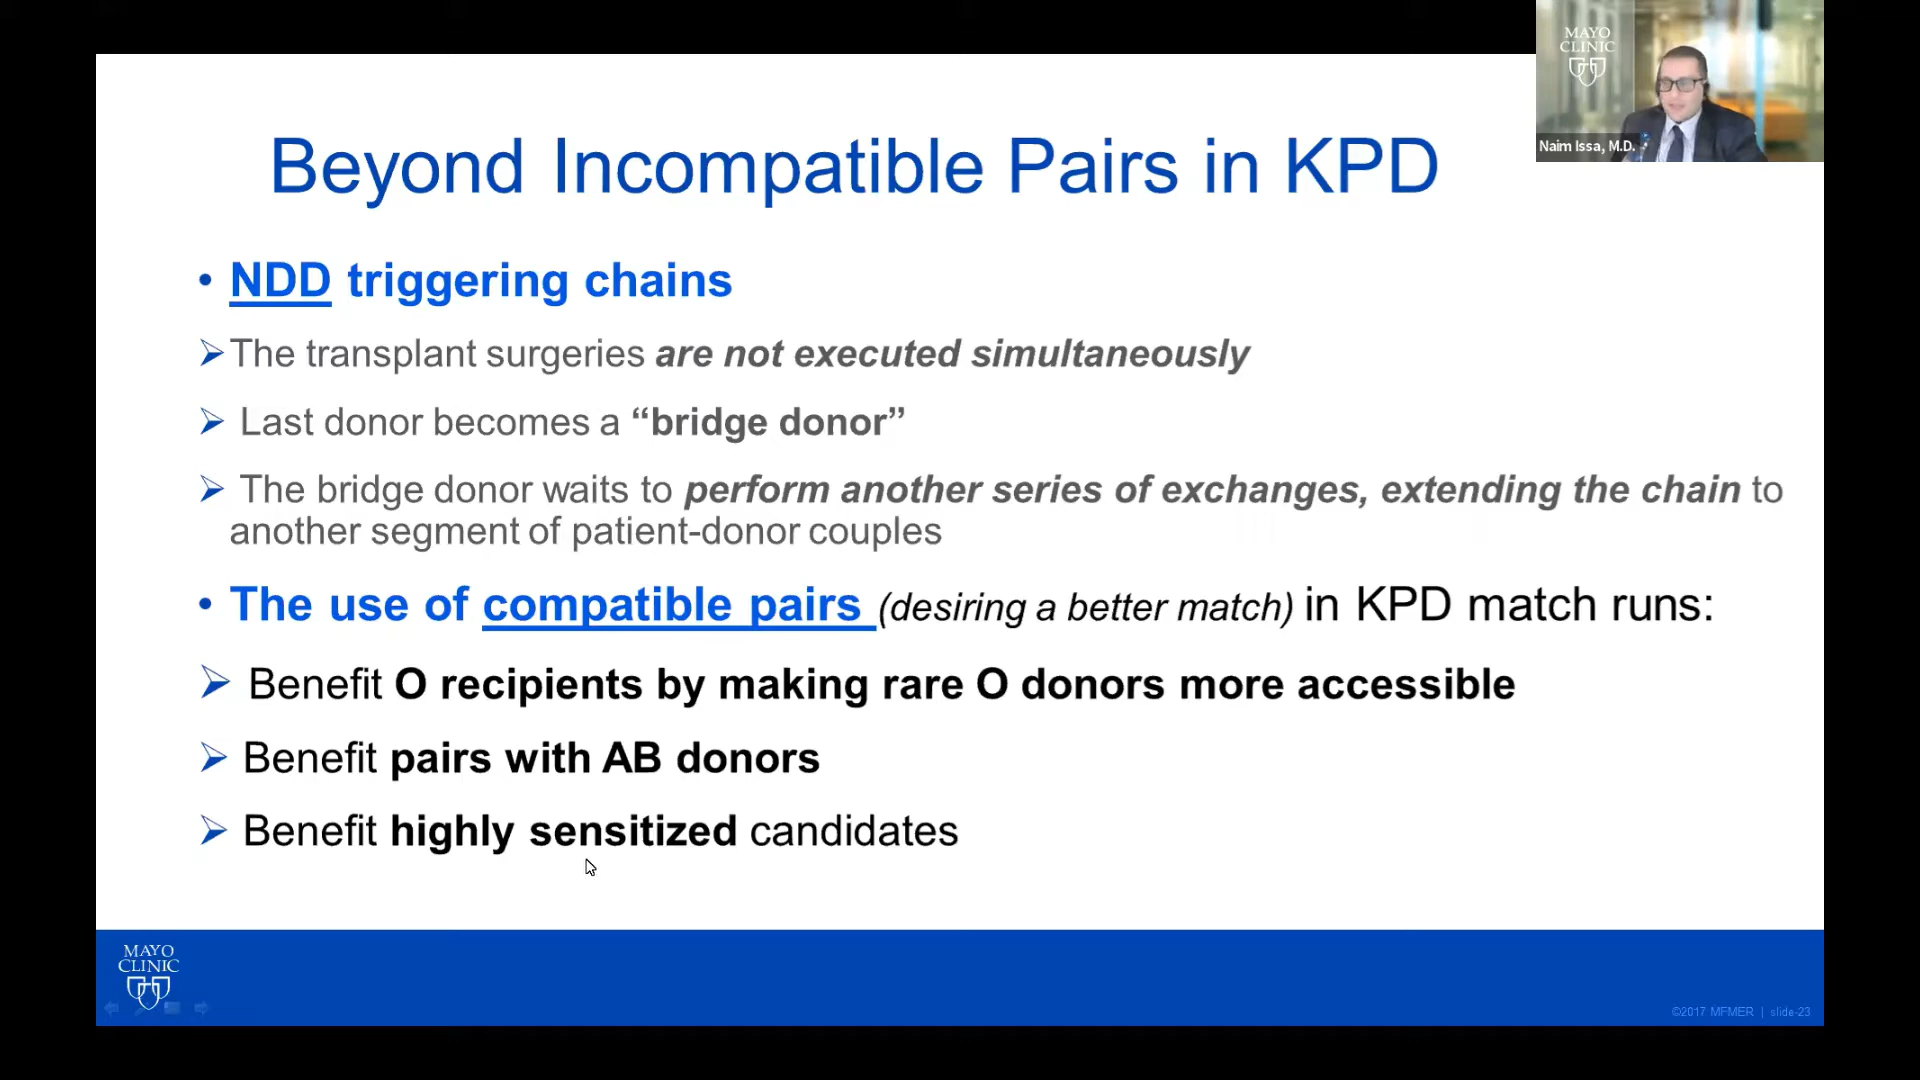 MAYO
CLINIC
Naim Issa, M.D.
Beyond Incompatible Pairs in KPD
• NDD triggering chains
➢ The transplant surgeries are not executed simultaneously
➢ Last donor becomes a “bridge donor”
➢ The bridge donor waits to perform another series of exchanges, extending the chain to
another segment of patient-donor couples
• The use of compatible pairs (desiring a better match) in KPD match runs:
➢ Benefit O recipients by making rare O donors more accessible
➢ Benefit pairs with AB donors
➢ Benefit highly sensitized candidates
MAYO
CLINIC
©2017 MFMER | slide-23